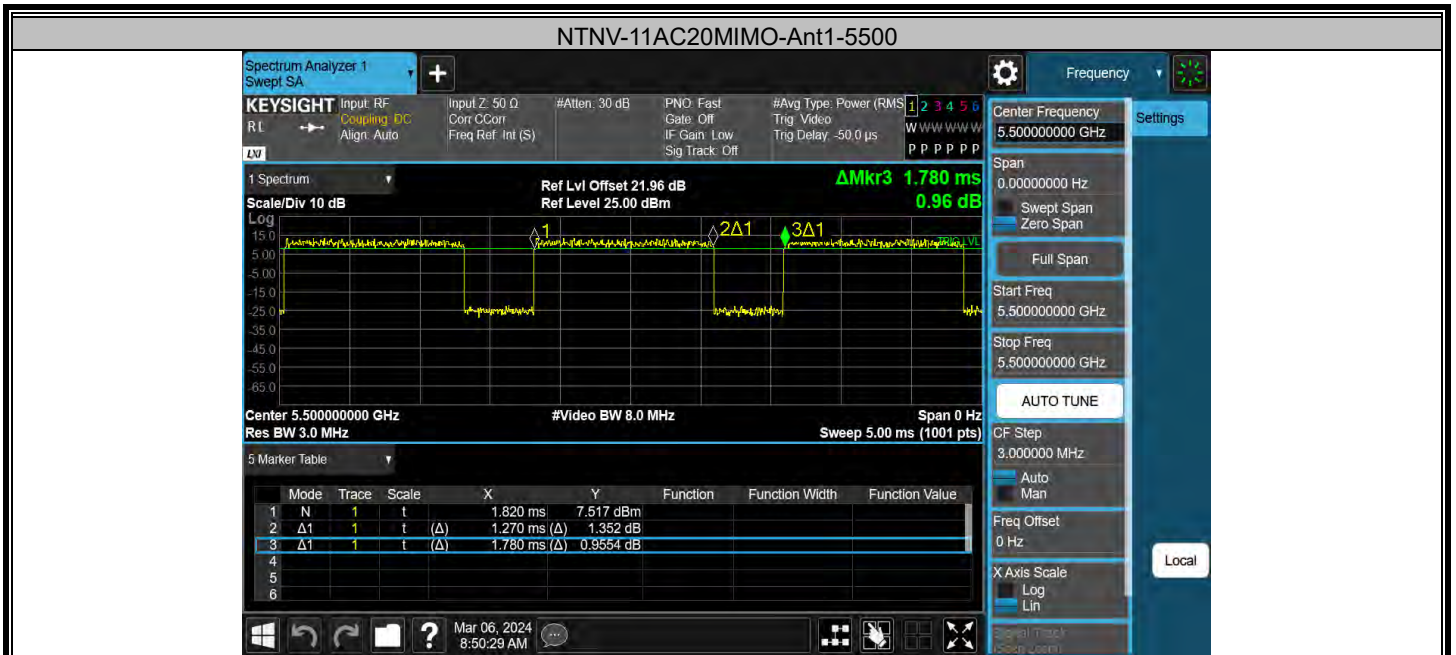 NTNV-11AC20MIMO-Ant1-5500
Spectrum Analyzer 1
Swept SA
+
Frequency
KEYSIGHT
RL
LXI
Input: RF
Coupling: DC
Align: Auto
Input Z: 50 Ω
Corr CCorr
Freq Ref: Int (S)
#Atten: 30 dB
PNO: Fast
Gate: Off
IF Gain: Low
Sig Track: Off
#Avg Type: Power (RMS
Trig: Video
Trig Delay: -50.0 µs
1 2 3 4 5 6
W W W W W W
P P P P P P
1 Spectrum
Scale/Div 10 dB
Log
Ref Lvl Offset 21.96 dB
Ref Level 25.00 dBm
ΔMkr3 1.780 ms
0.96 dB
1
2Δ1
3Δ1
TRIG LVL
15.0
5.00
-5.00
-15.0
-25.0
-35.0
-45.0
-55.0
-65.0
Center 5.500000000 GHz
Res BW 3.0 MHz
#Video BW 8.0 MHz
Span 0 Hz
Sweep 5.00 ms (1001 pts)
5 Marker Table
Mode Trace Scale X Y Function Function Width Function Value
1 N 1 t 1.820 ms 7.517 dBm
2 Δ1 1 t (Δ) 1.270 ms (Δ) 1.352 dB
3 Δ1 1 t (Δ) 1.780 ms (Δ) 0.9554 dB
4
5
6
?
Mar 06, 2024
8:50:29 AM
Center Frequency
5.500000000 GHz
Settings
Span
0.00000000 Hz
Swept Span
Zero Span
Full Span
Start Freq
5.500000000 GHz
Stop Freq
5.500000000 GHz
AUTO TUNE
CF Step
3.000000 MHz
Auto
Man
Freq Offset
0 Hz
X Axis Scale
Log
Lin
Local
Signal Track
(Span Zoom)